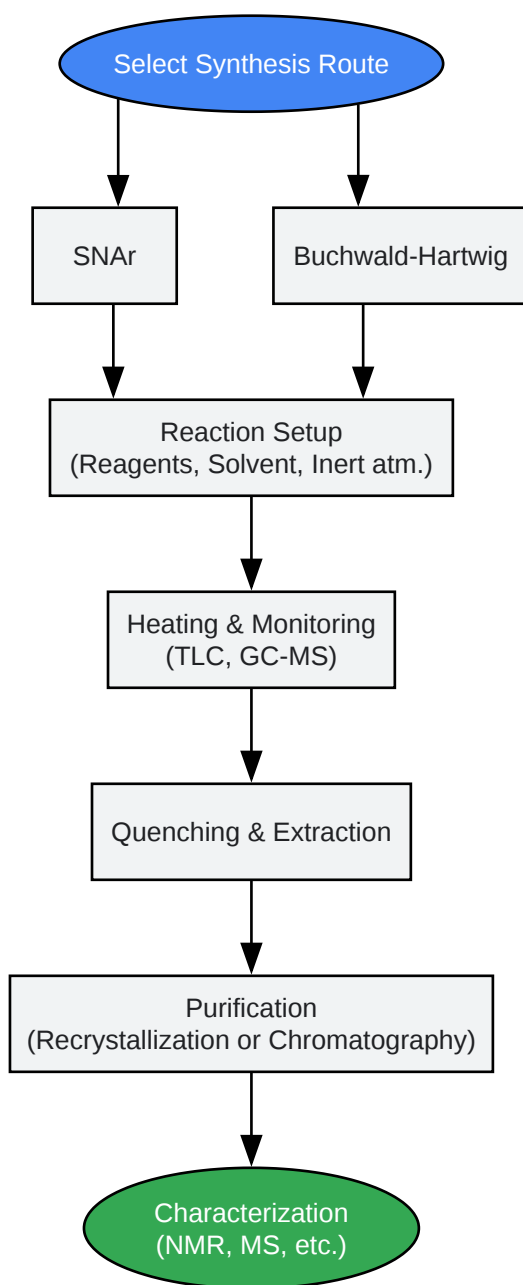 Select Synthesis Route
SNAr
Buchwald-Hartwig
Reaction Setup
(Reagents, Solvent, Inert atm.)
Heating & Monitoring
(TLC, GC-MS)
Quenching & Extraction
Purification
(Recrystallization or Chromatography)
Characterization
(NMR, MS, etc.)